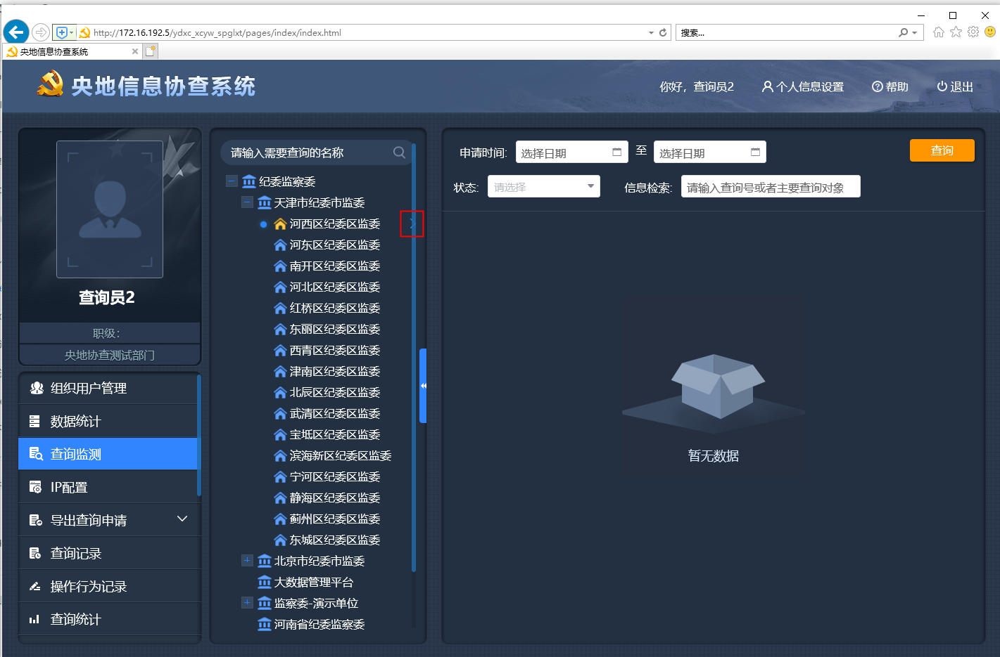 http://172.16.192.5/ydxc_xcyw_spglxt/pages/index/index.html
搜索...
央地信息协查系统
央地信息协查系统
你好，查询员2
个人信息设置
帮助
退出
查询员2
职级：
央地协查测试部门
组织用户管理
数据统计
查询监测
IP配置
导出查询申请
查询记录
操作行为记录
查询统计
请输入需要查询的名称
纪委监察委
天津市纪委市监委
河西区纪委区监委
河东区纪委区监委
南开区纪委区监委
河北区纪委区监委
红桥区纪委区监委
东丽区纪委区监委
西青区纪委区监委
津南区纪委区监委
北辰区纪委区监委
武清区纪委区监委
宝坻区纪委区监委
滨海新区纪委区监委
宁河区纪委区监委
静海区纪委区监委
蓟州区纪委区监委
东城区纪委区监委
北京市纪委市监委
大数据管理平台
监察委-演示单位
河南省纪委监察委
申请时间: 选择日期 至 选择日期
查询
状态: 请选择 信息检索: 请输入查询号或者主要查询对象
暂无数据